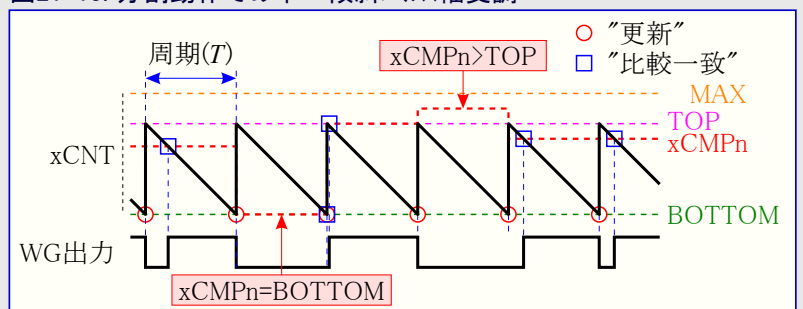 周期(T)
xCMPn>TOP
"更新"
"比較一致"
MAX
TOP
xCMPn
xCNT
BOTTOM
WG出力
xCMPn=BOTTOM